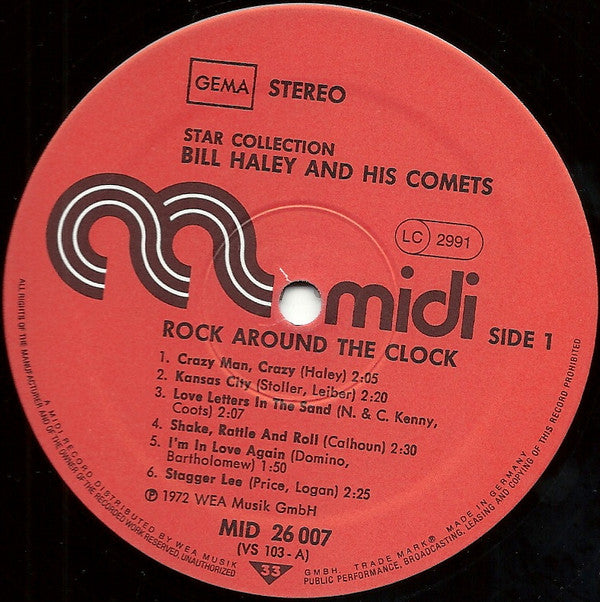 GEMA STEREO
STAR COLLECTION
BILL HALEY AND HIS COMETS
LC 2991
midi
SIDE 1
ROCK AROUND THE CLOCK
1. Crazy Man, Crazy (Haley) 2:05
2. Kansas City (Stoller, Leiber) 2:20
3. Love Letters In The Sand (N. & C. Kenny,
Coots) 2:07
4. Shake, Rattle And Roll (Calhoun) 2:30
5. I'm In Love Again (Domino,
Bartholomew) 1:50
6. Stagger Lee (Price, Logan) 2:25
Ⓟ 1972 WEA Musik GmbH
MID 26 007
(VS 103 - A)
33
A MIDI RECORD, DISTRIBUTED BY WEA MUSIK GMBH. TRADE MARK® MADE IN GERMANY
ALL RIGHTS OF THE MANUFACTURER AND OF THE OWNER OF THE RECORDED WORK RESERVED. UNAUTHORIZED PUBLIC PERFORMANCE, BROADCASTING, LEASING AND COPYING OF THIS RECORD PROHIBITED